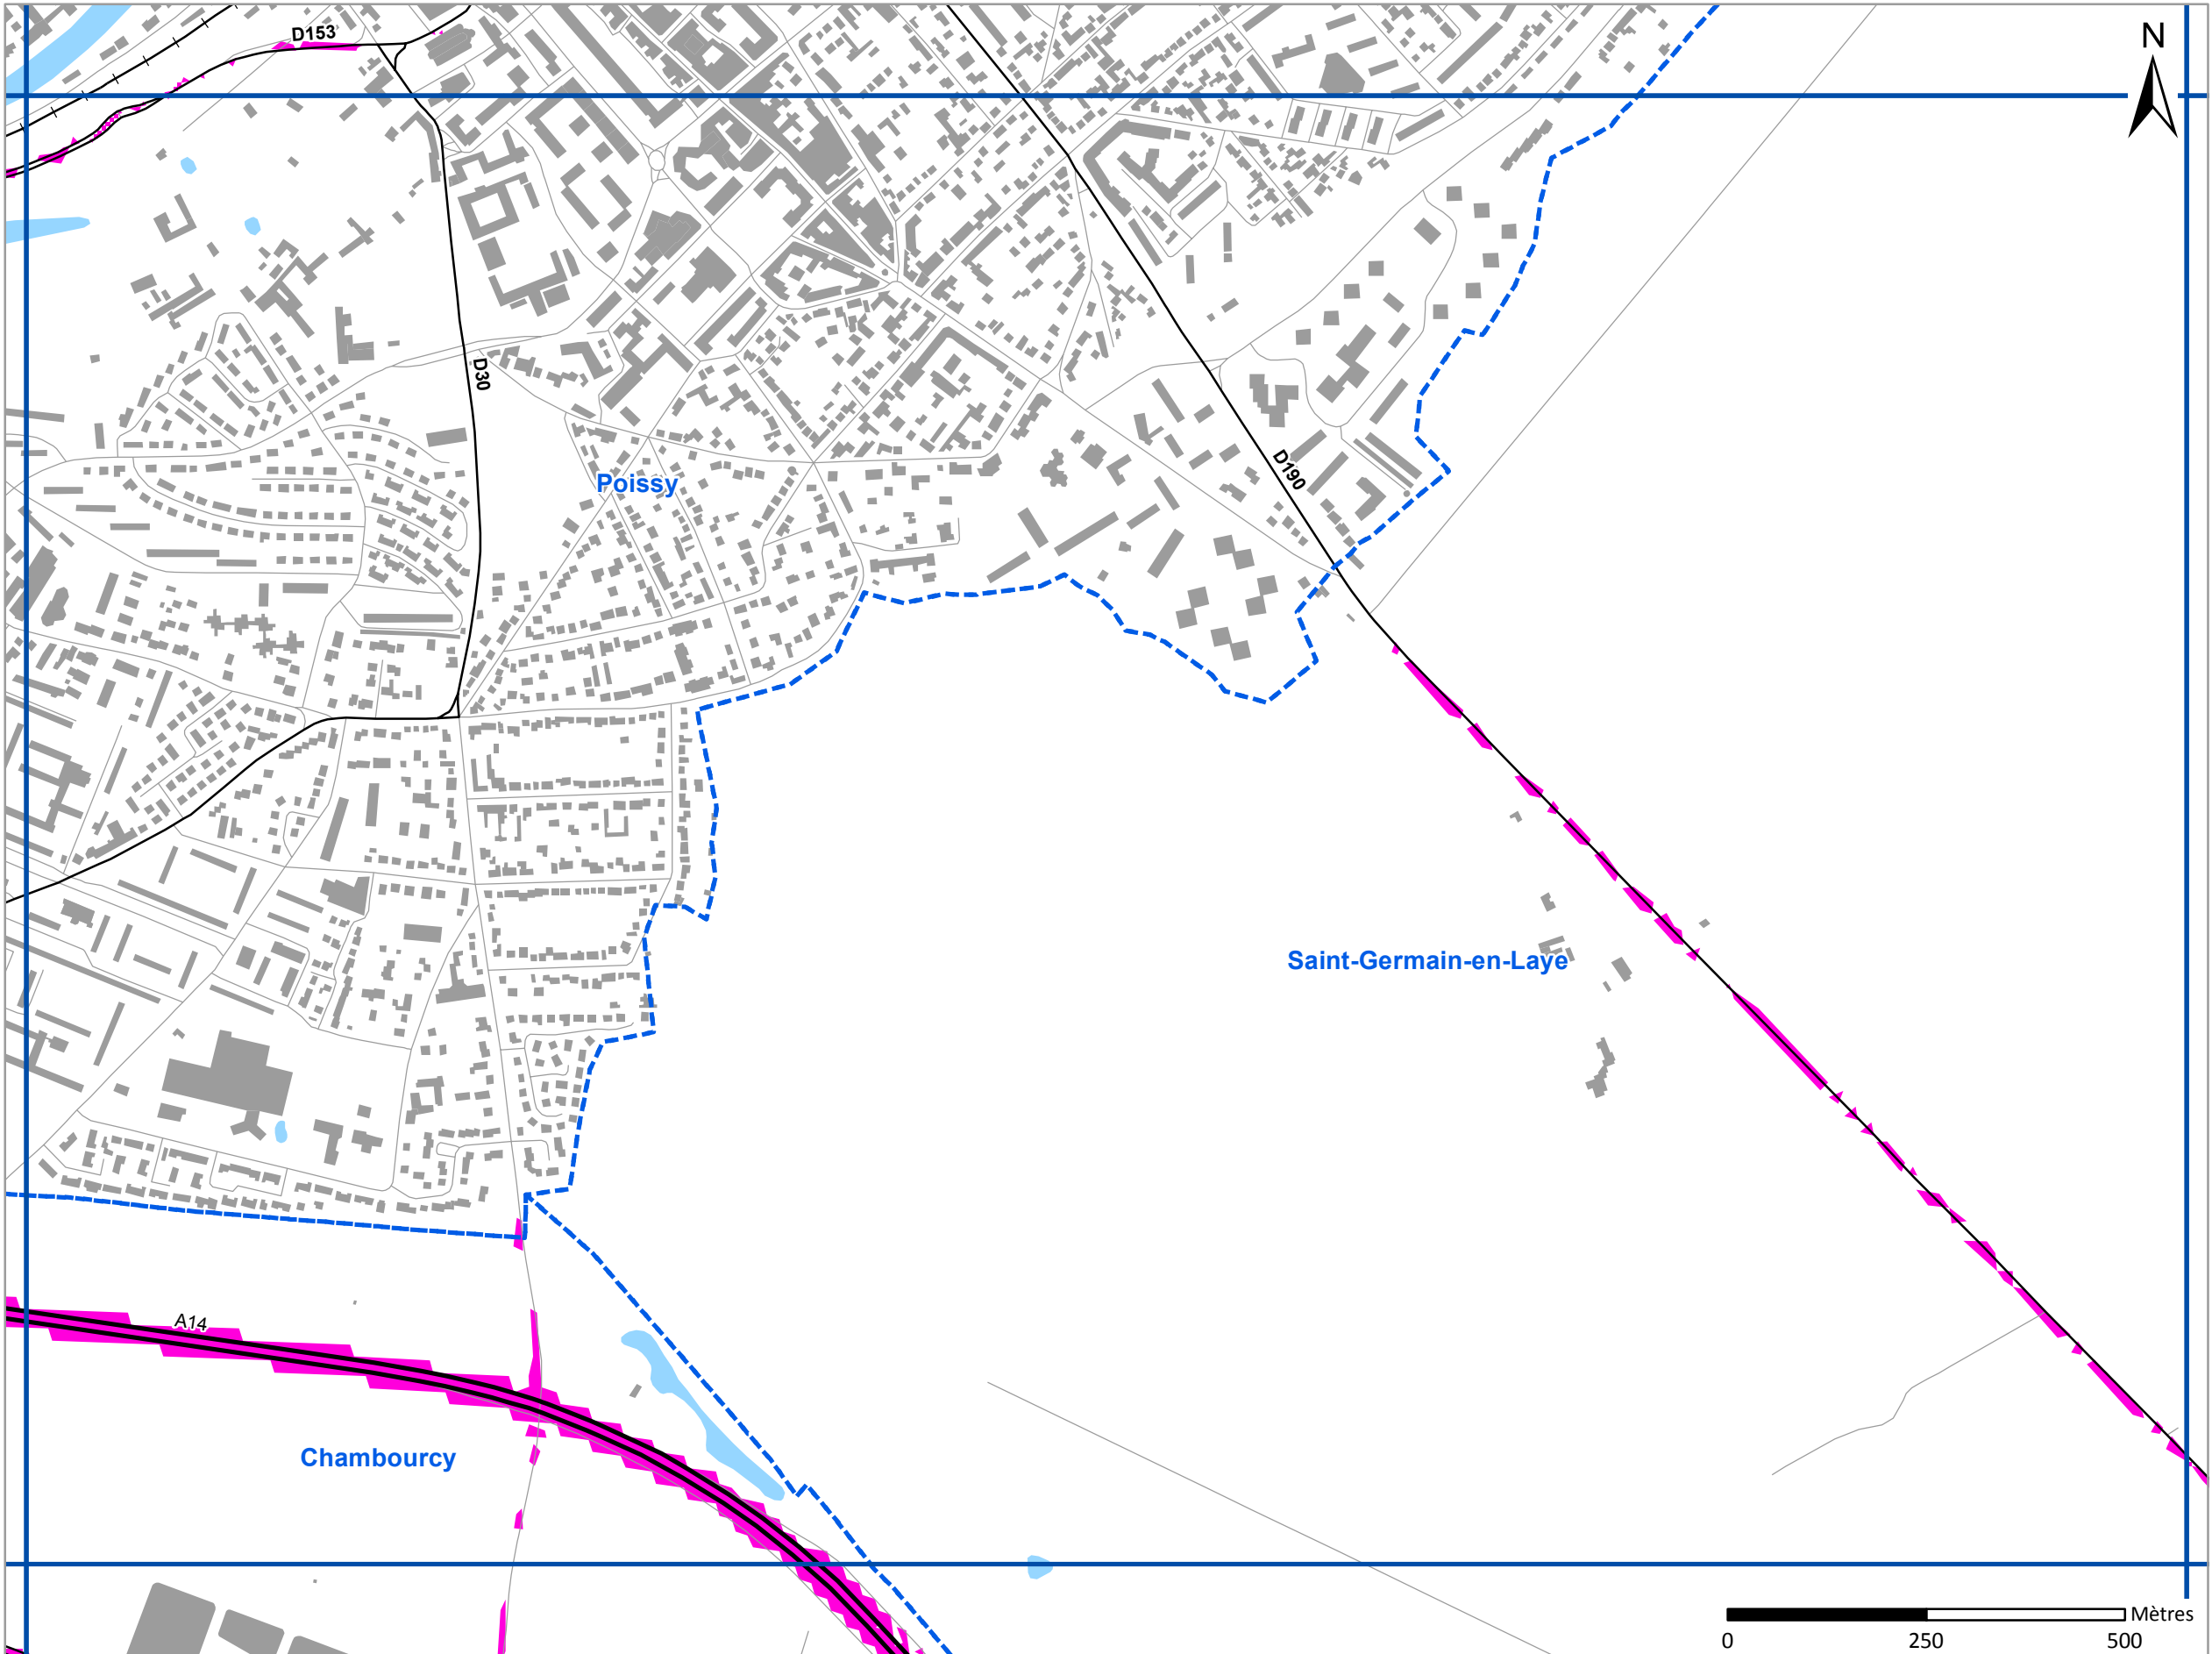 D153
N
D30
Poissy
D190
Saint-Germain-en-Laye
A14
Chambourcy
Mètres
0 250 500